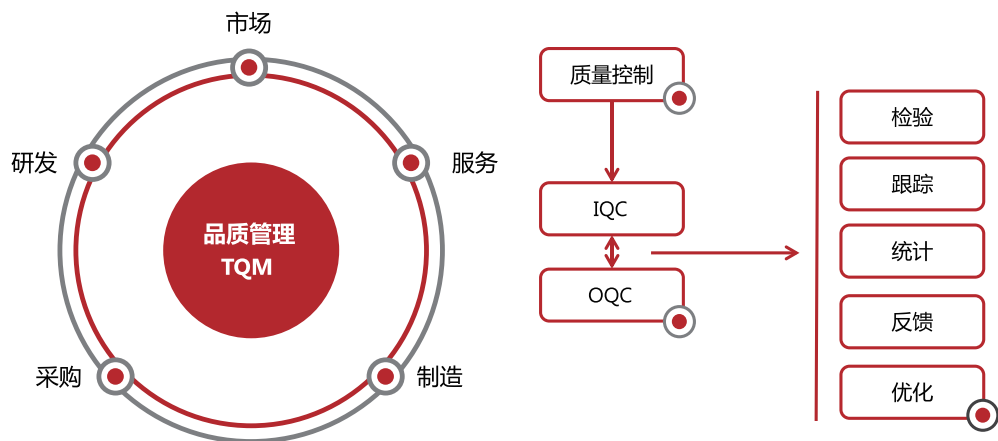 市场
研发
服务
品质管理
TQM
采购
制造
质量控制
IQC
OQC
检验
跟踪
统计
反馈
优化